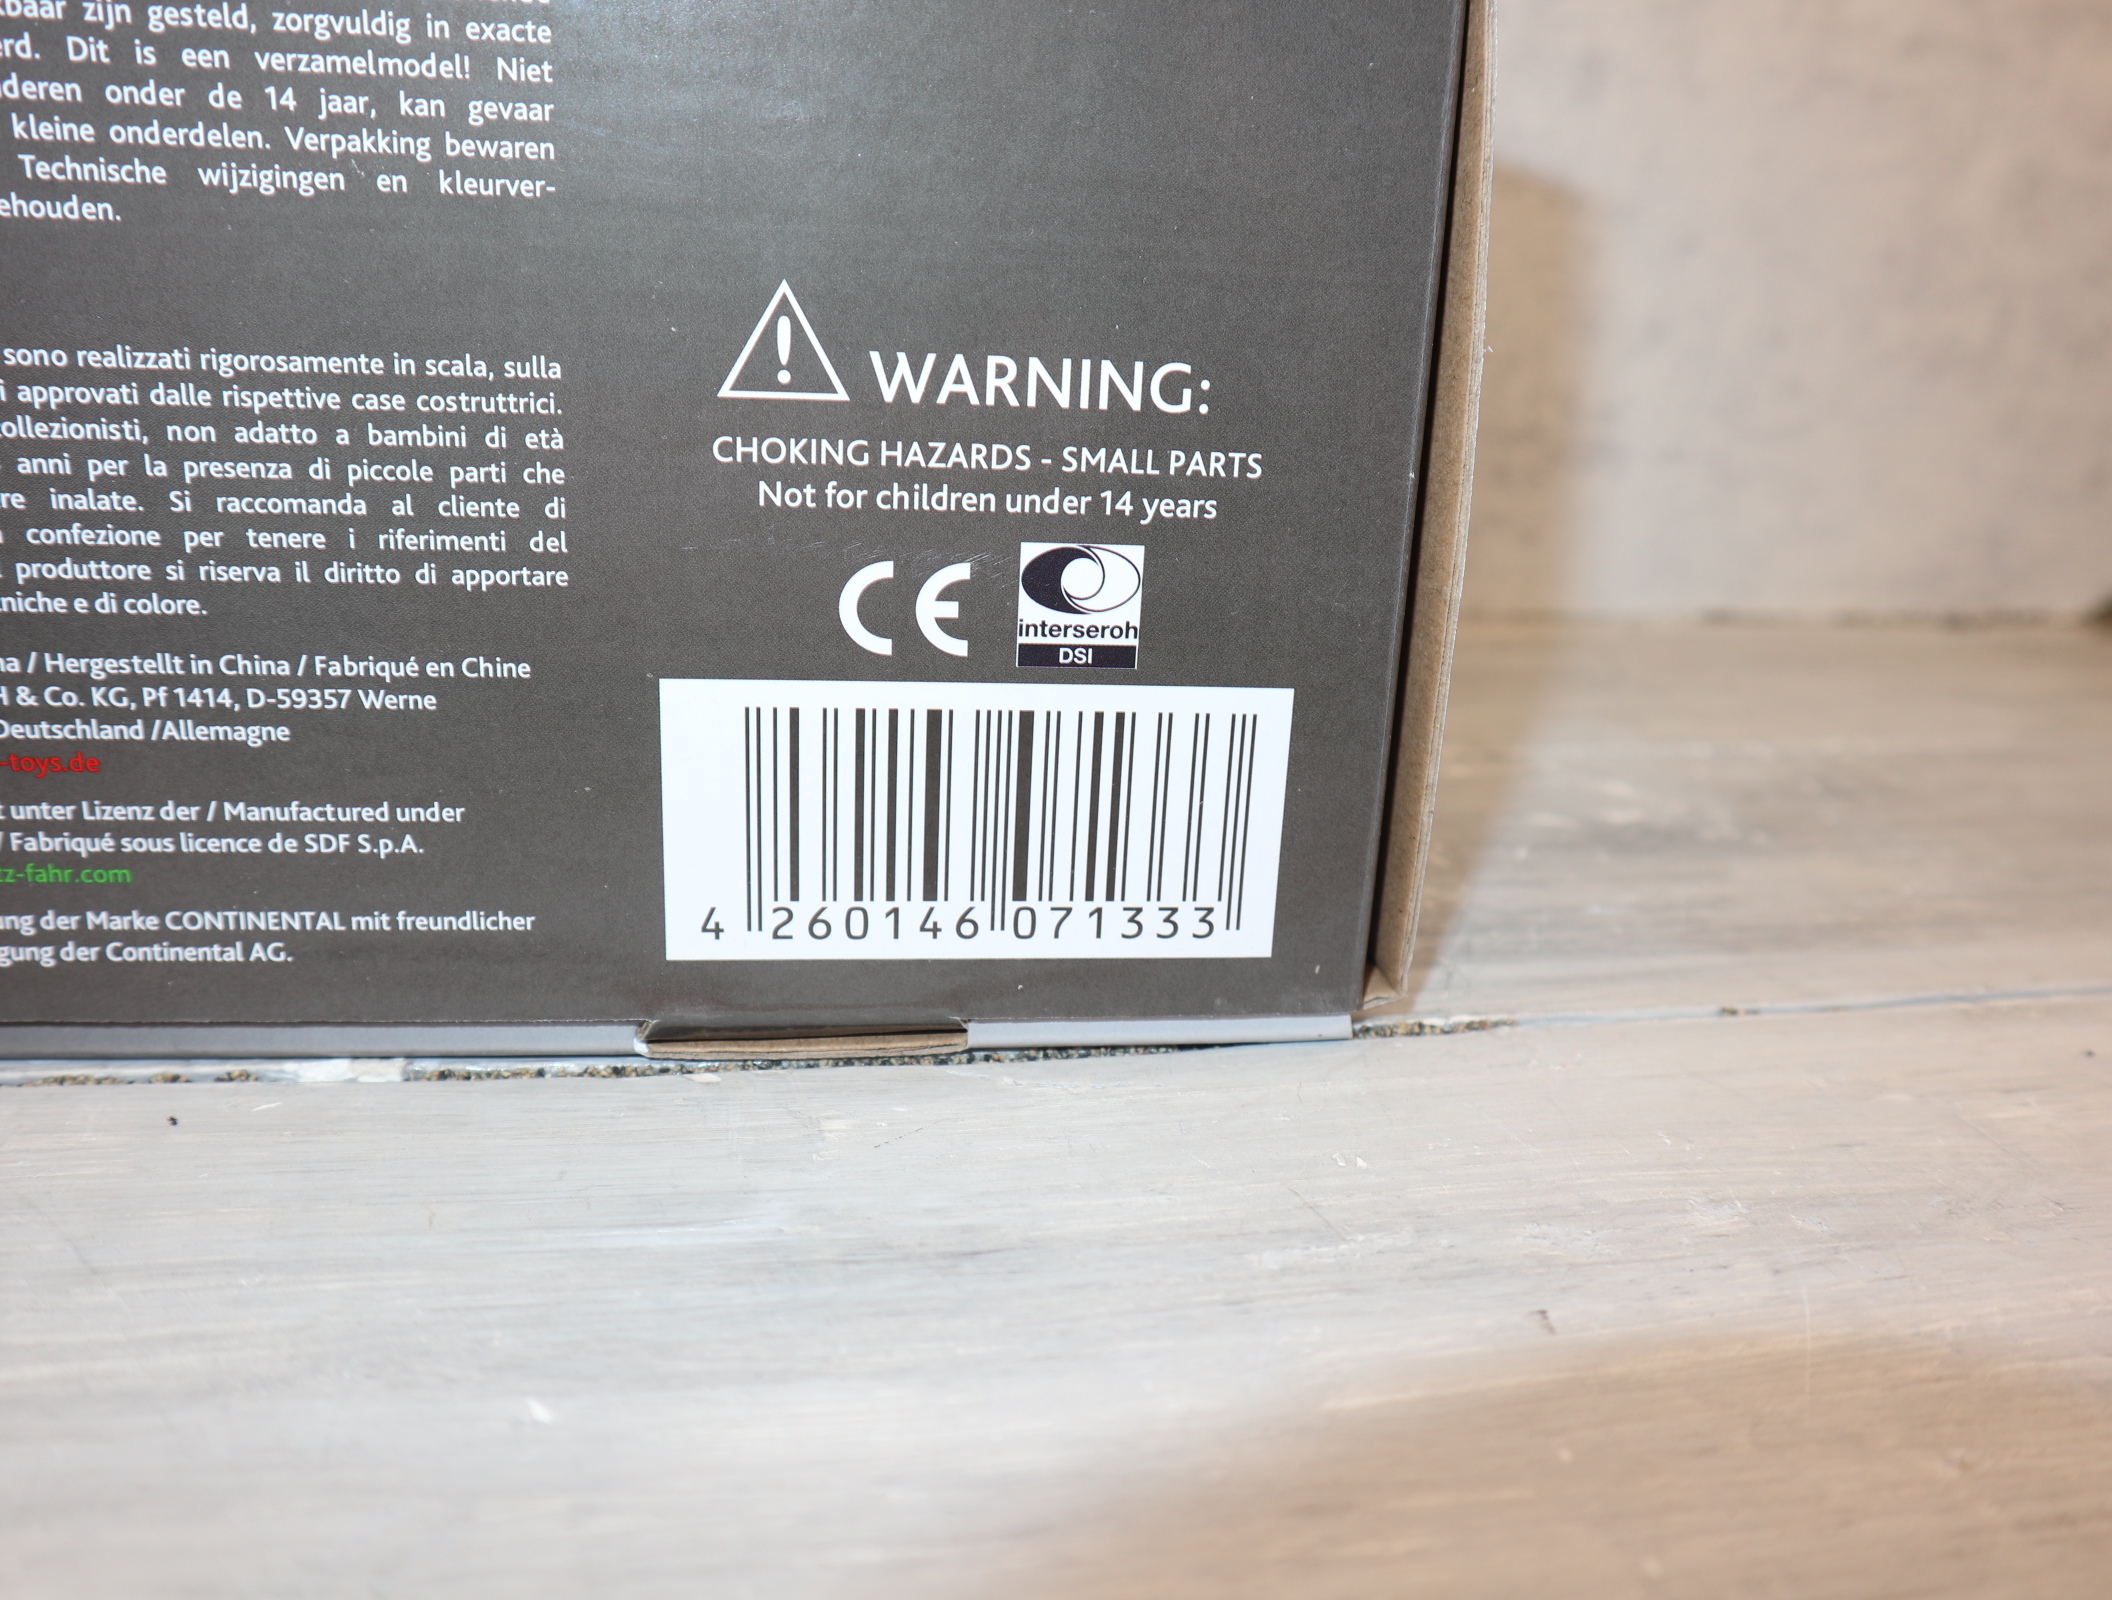 zijn gesteld, zorgvuldig in exacte
Dit is een verzamelmodel! Niet
onder de 14 jaar, kan gevaar
kleine onderdelen. Verpakking bewaren
Technische wijzigingen en kleurver-
ehouden.
sono realizzati rigorosamente in scala, sulla
approvati dalle rispettive case costruttrici.
collezionisti, non adatto a bambini di età
anni per la presenza di piccole parti che
inalate. Si raccomanda al cliente di
confezione per tenere i riferimenti del
produttore si riserva il diritto di apportare
niche e di colore.
/ Hergestellt in China / Fabriqué en Chine
& Co. KG, Pf 1414, D-59357 Werne
Deutschland /Allemagne
-toys.de
unter Lizenz der / Manufactured under
/ Fabriqué sous licence de SDF S.p.A.
z-fahr.com
ung der Marke CONTINENTAL mit freundlicher
gung der Continental AG.
WARNING:
CHOKING HAZARDS - SMALL PARTS
Not for children under 14 years
CE
interseroh
DSI
4 260146 071333